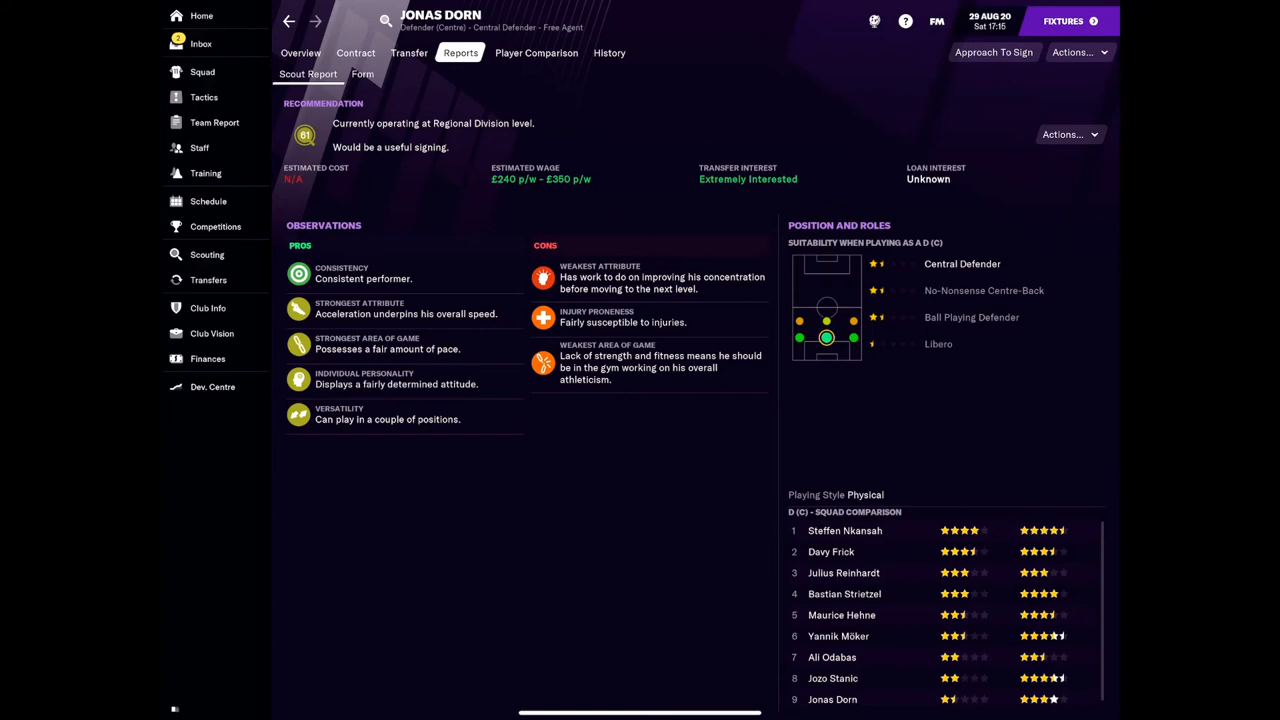 Home
2
Inbox
Squad
Tactics
Team Report
Staff
Training
Schedule
Competitions
Scouting
Transfers
Club Info
Club Vision
Finances
Dev. Centre
JONAS DORN
Defender (Centre) - Central Defender - Free Agent
? FM
29 AUG 20
Sat 17:15
FIXTURES
Overview Contract Transfer Reports Player Comparison History
Approach To Sign Actions...
Scout Report Form
RECOMMENDATION
61
Currently operating at Regional Division level.
Would be a useful signing.
Actions...
ESTIMATED COST
N/A
ESTIMATED WAGE
£240 p/w - £350 p/w
TRANSFER INTEREST
Extremely Interested
LOAN INTEREST
Unknown
OBSERVATIONS
PROS
CONSISTENCY
Consistent performer.
STRONGEST ATTRIBUTE
Acceleration underpins his overall speed.
STRONGEST AREA OF GAME
Possesses a fair amount of pace.
INDIVIDUAL PERSONALITY
Displays a fairly determined attitude.
VERSATILITY
Can play in a couple of positions.
CONS
WEAKEST ATTRIBUTE
Has work to do on improving his concentration
before moving to the next level.
INJURY PRONENESS
Fairly susceptible to injuries.
WEAKEST AREA OF GAME
Lack of strength and fitness means he should
be in the gym working on his overall
athleticism.
POSITION AND ROLES
SUITABILITY WHEN PLAYING AS A D (C)
Central Defender
No-Nonsense Centre-Back
Ball Playing Defender
Libero
Playing Style Physical
D (C) - SQUAD COMPARISON
1 Steffen Nkansah
2 Davy Frick
3 Julius Reinhardt
4 Bastian Strietzel
5 Maurice Hehne
6 Yannik Möker
7 Ali Odabas
8 Jozo Stanic
9 Jonas Dorn